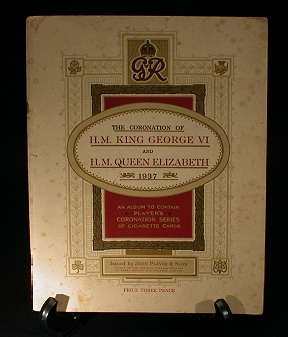 GR
THE CORONATION OF
H.M. KING GEORGE VI
AND
H.M. QUEEN ELIZABETH
1937
AN ALBUM TO CONTAIN
PLAYER'S
CORONATION SERIES
OF CIGARETTE CARDS
Issued by JOHN PLAYER & SONS
PRICE THREE PENCE